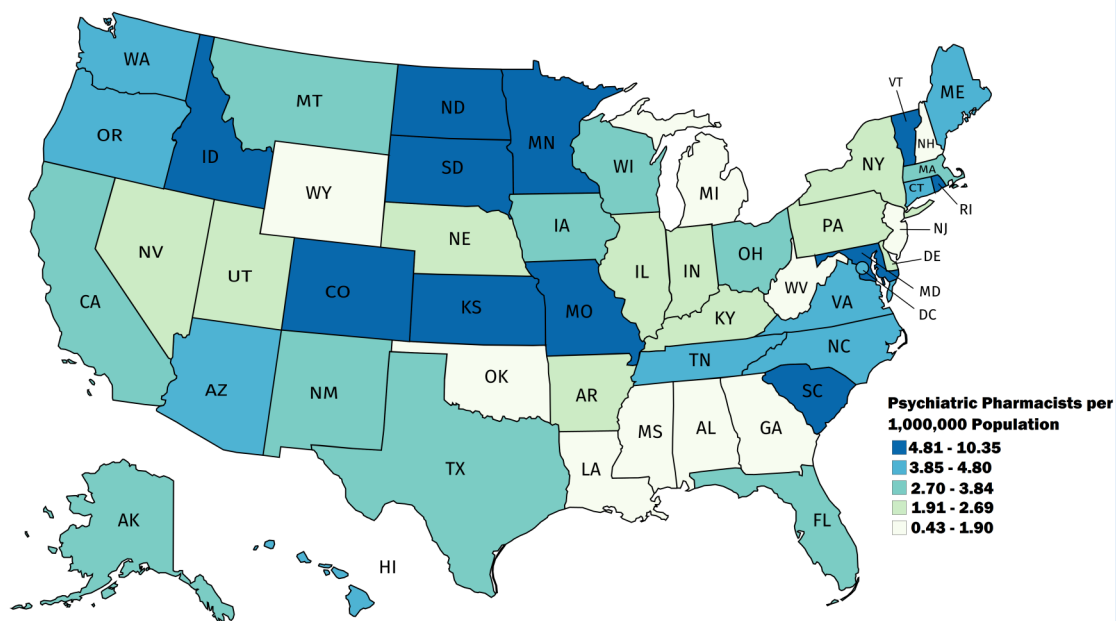 WA
OR
ID
MT
ND
MN
SD
WY
WI
MI
VT
ME
NH
NY
MA
CT
RI
NJ
PA
DE
MD
DC
NV
UT
CO
NE
IA
IL
IN
OH
WV
VA
KY
CA
KS
MO
AZ
NM
OK
AR
TN
NC
SC
MS
AL
GA
LA
TX
FL
AK
HI
Psychiatric Pharmacists per
1,000,000 Population
4.81 - 10.35
3.85 - 4.80
2.70 - 3.84
1.91 - 2.69
0.43 - 1.90